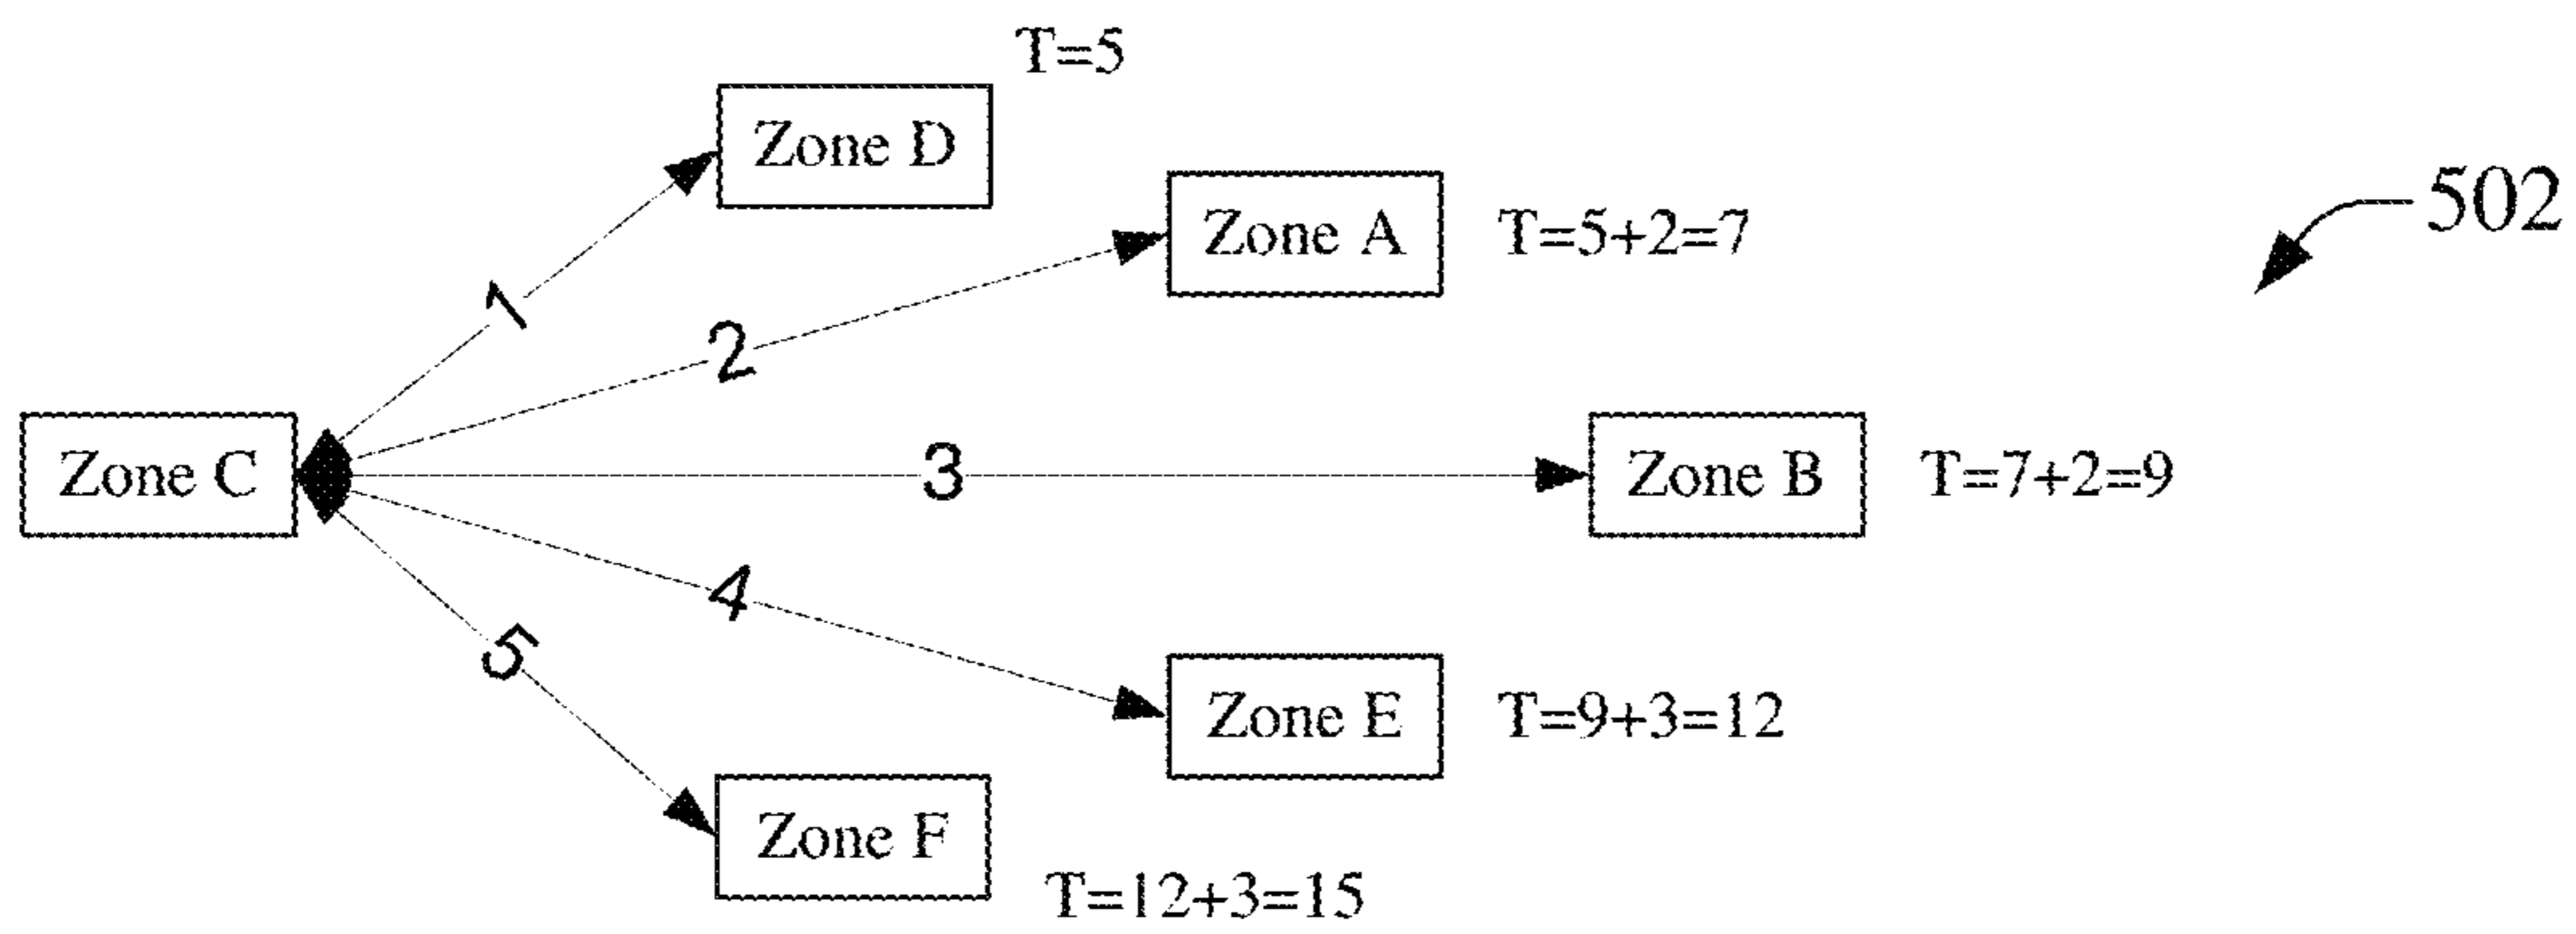 T=5
Zone D
502
Zone A
T=5+2=7
1
2
Zone C
3
Zone B
T=7+2=9
4
5
Zone E
T=9+3=12
Zone F
T=12+3=15